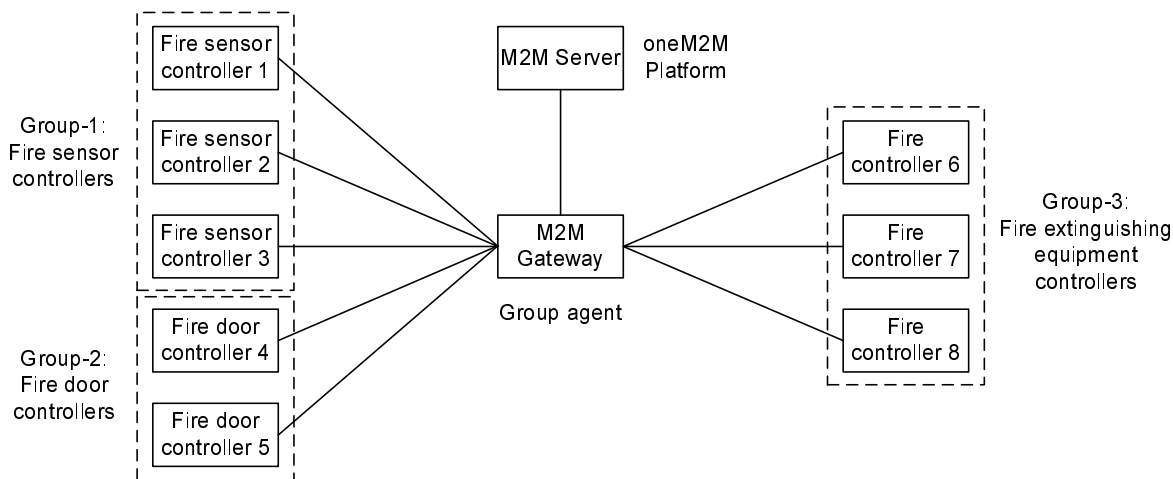 Group-1:
Fire sensor
controllers
Fire sensor
controller 1
Fire sensor
controller 2
Fire sensor
controller 3
Group-2:
Fire door
controllers
Fire door
controller 4
Fire door
controller 5
M2M Server
oneM2M
Platform
M2M
Gateway
Group agent
Fire
controller 6
Fire
controller 7
Fire
controller 8
Group-3:
Fire extinguishing
equipment
controllers